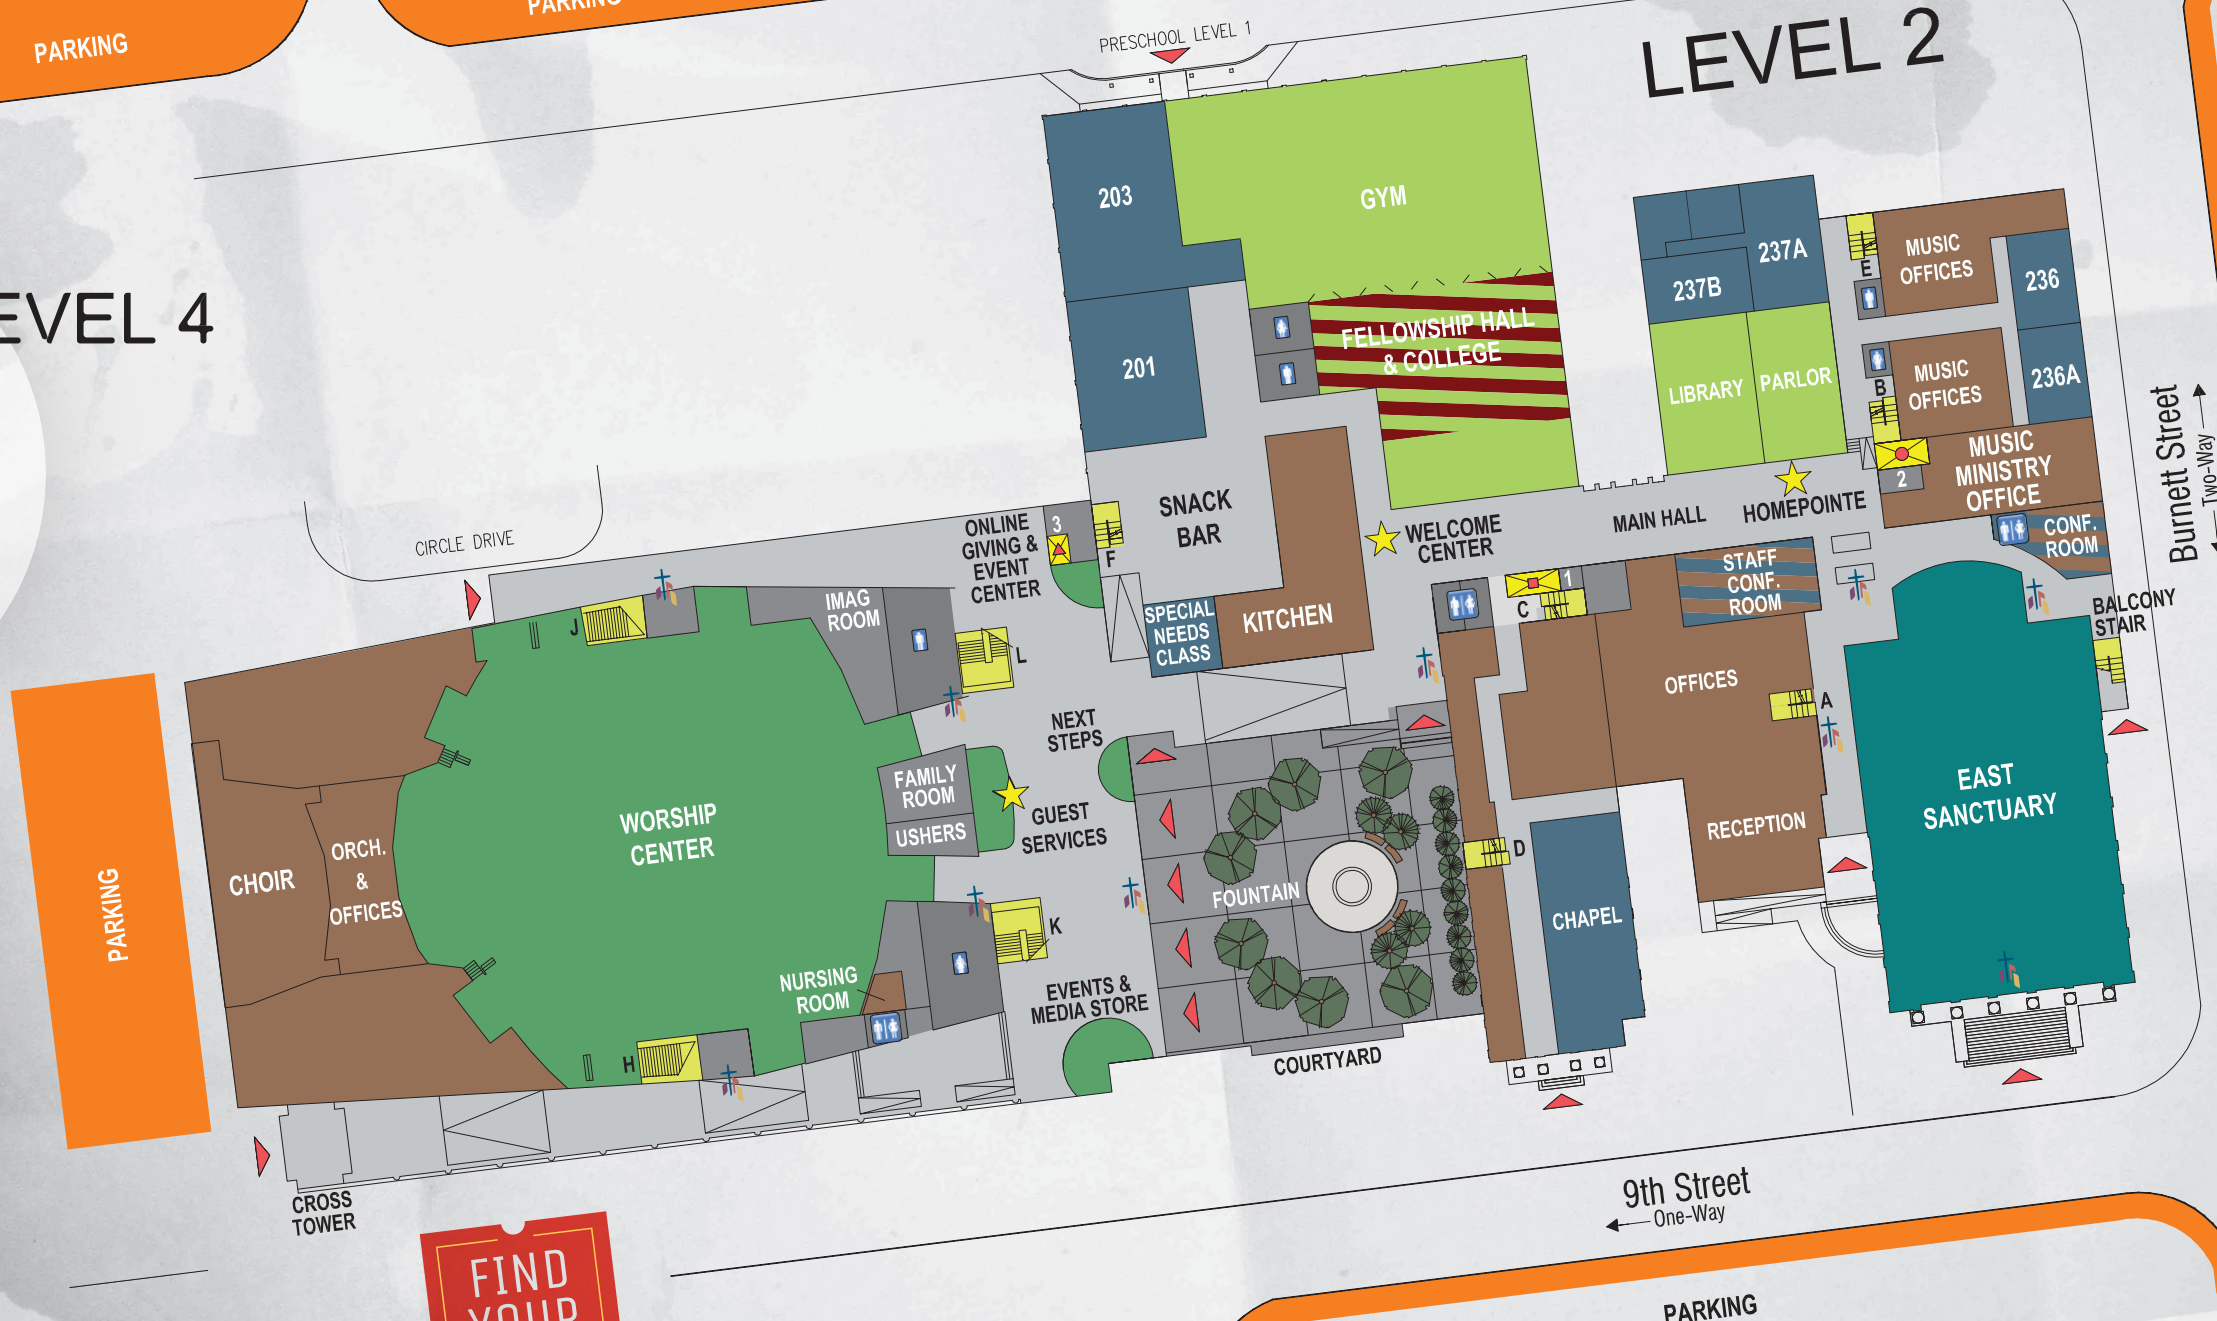 PARKING
PARKING
PRESCHOOL LEVEL 1
LEVEL 2
203
GYM
237A
237B
E
MUSIC
OFFICES
236
EVEL 4
201
FELLOWSHIP HALL
& COLLEGE
LIBRARY
PARLOR
B
MUSIC
OFFICES
236A
Burnett Street
Two-Way
MUSIC
MINISTRY
OFFICE
2
SNACK
BAR
WELCOME
CENTER
MAIN HALL
HOMEPOINTE
CONF.
ROOM
CIRCLE DRIVE
ONLINE
GIVING &
EVENT
CENTER
3
F
SPECIAL
NEEDS
CLASS
KITCHEN
1
C
STAFF
CONF.
ROOM
BALCONY
STAIR
J
IMAG
ROOM
L
OFFICES
A
NEXT
STEPS
FAMILY
ROOM
USHERS
GUEST
SERVICES
WORSHIP
CENTER
EAST
SANCTUARY
RECEPTION
D
CHOIR
ORCH.
&
OFFICES
PARKING
FOUNTAIN
CHAPEL
K
NURSING
ROOM
EVENTS &
MEDIA STORE
H
COURTYARD
CROSS
TOWER
9th Street
One-Way
FIND
YOUR
PARKING